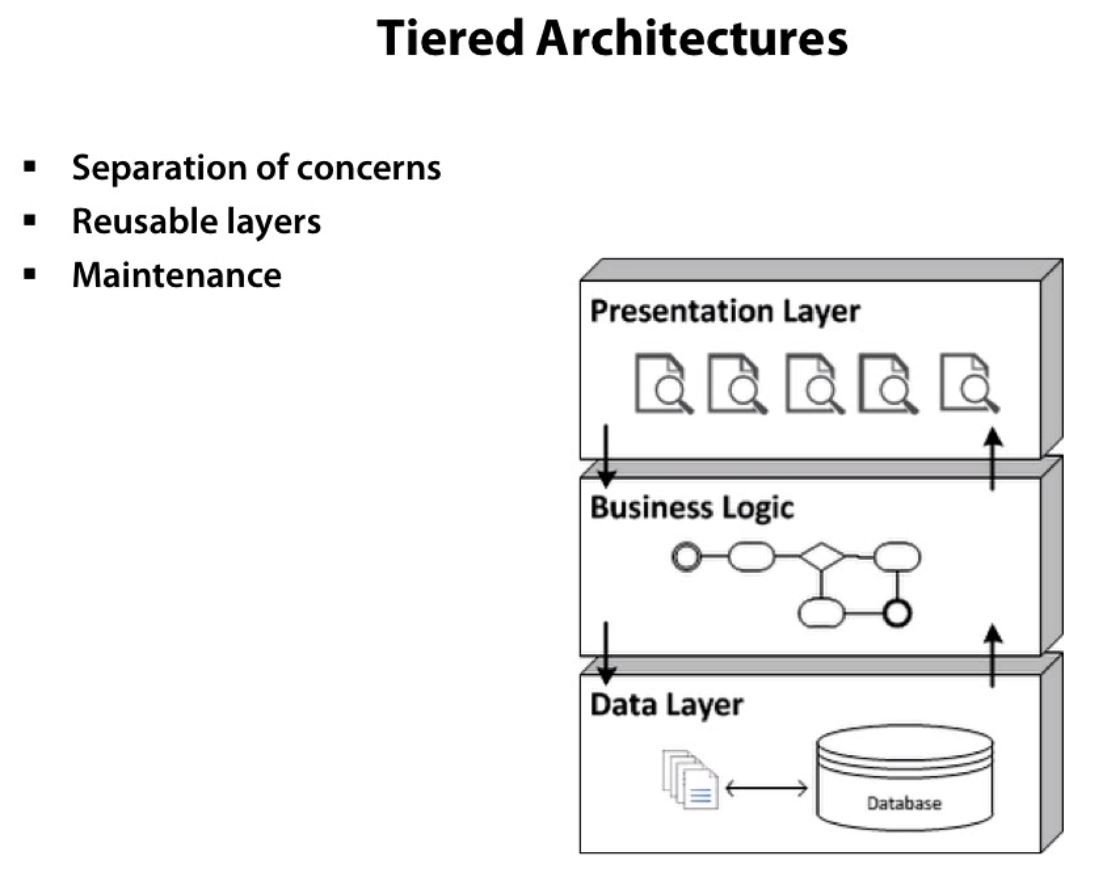 Tiered Architectures
▪ Separation of concerns
▪ Reusable layers
▪ Maintenance
Presentation Layer
Business Logic
Data Layer
Database